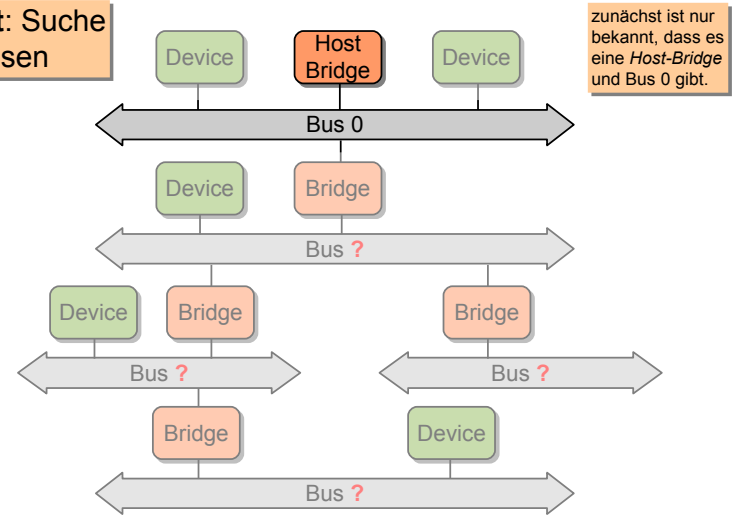 t: Suche
sen
zunächst ist nur
bekannt, dass es
eine Host-Bridge
und Bus 0 gibt.
Device
Host
Bridge
Device
Bus 0
Device
Bridge
Bus ?
Device
Bridge
Bridge
Bus ?
Bus ?
Bridge
Device
Bus ?